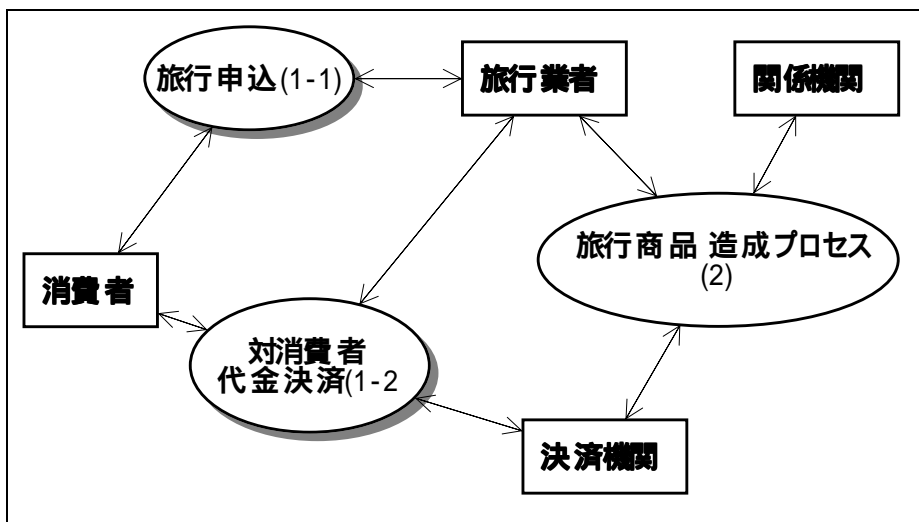 旅行申込(1-1)
旅行業者
関係機関
旅行商品 造成プロセス
(2)
消費者
対消費者
代金決済(1-2
決済機関